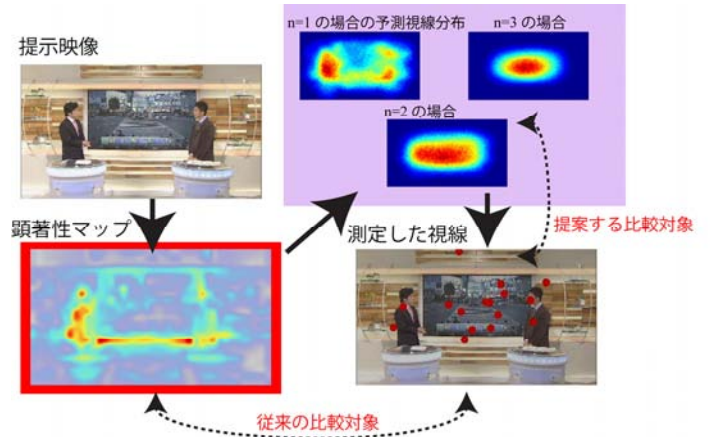 提示映像
n=1 の場合の予測視線分布
n=3 の場合
n=2 の場合
顕著性マップ
測定した視線
提案する比較対象
従来の比較対象